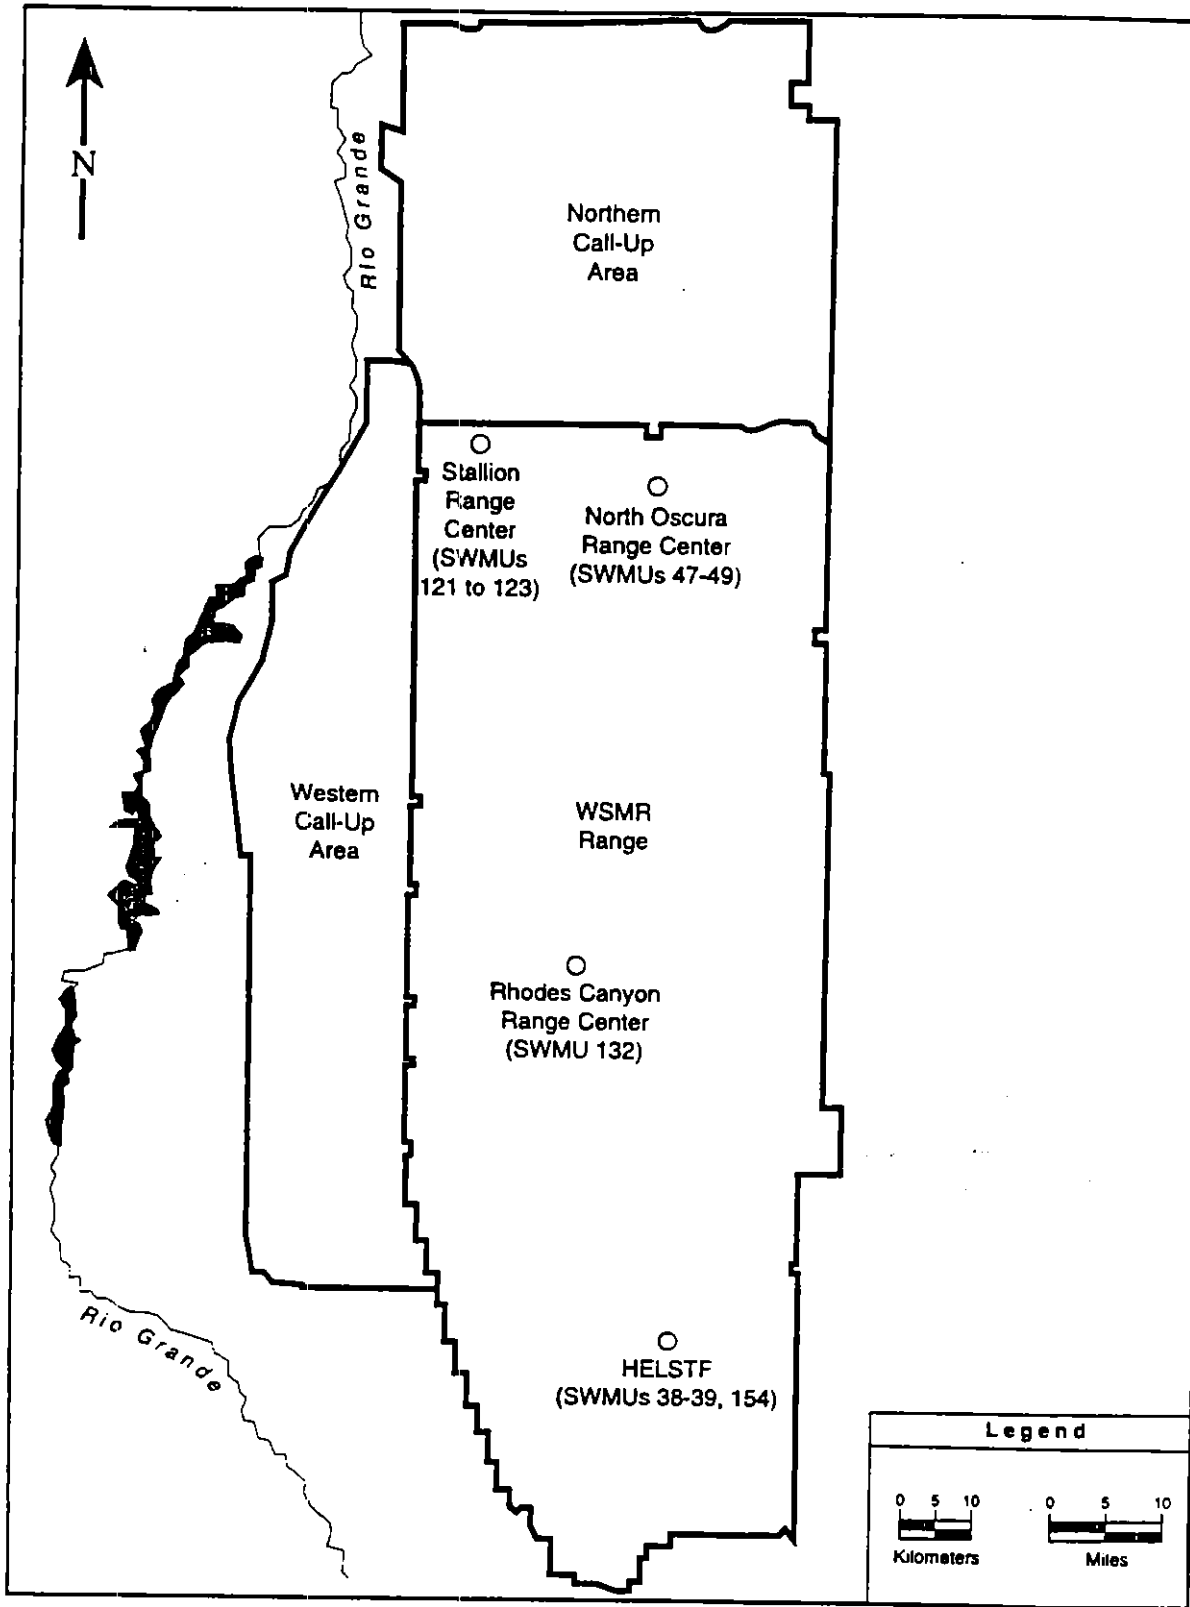 N
Rio Grande
Northern
Call-Up
Area
Stallion
Range
Center
(SWMUs
121 to 123)
North Oscura
Range Center
(SWMUs 47-49)
Western
Call-Up
Area
WSMR
Range
Rhodes Canyon
Range Center
(SWMU 132)
Rio Grande
HELSTF
(SWMUs 38-39, 154)
Legend
0 5 10
Kilometers
0 5 10
Miles